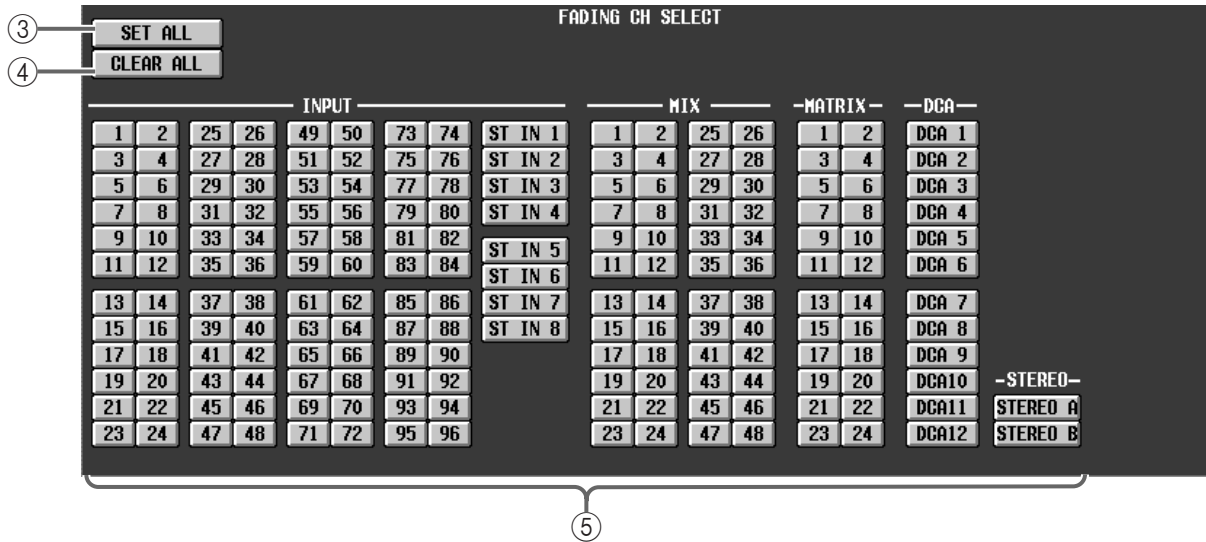 FADING CH SELECT
③ SET ALL
④ CLEAR ALL
INPUT MIX MATRIX DCA
1 2 25 26 49 50 73 74 ST IN 1 1 2 25 26 1 2 DCA 1
3 4 27 28 51 52 75 76 ST IN 2 3 4 27 28 3 4 DCA 2
5 6 29 30 53 54 77 78 ST IN 3 5 6 29 30 5 6 DCA 3
7 8 31 32 55 56 79 80 ST IN 4 7 8 31 32 7 8 DCA 4
9 10 33 34 57 58 81 82 ST IN 5 9 10 33 34 9 10 DCA 5
11 12 35 36 59 60 83 84 ST IN 6 11 12 35 36 11 12 DCA 6
13 14 37 38 61 62 85 86 ST IN 7 13 14 37 38 13 14 DCA 7
15 16 39 40 63 64 87 88 ST IN 8 15 16 39 40 15 16 DCA 8
17 18 41 42 65 66 89 90 17 18 41 42 17 18 DCA 9
19 20 43 44 67 68 91 92 19 20 43 44 19 20 DCA10 -STEREO-
21 22 45 46 69 70 93 94 21 22 45 46 21 22 DCA11 STEREO A
23 24 47 48 71 72 95 96 23 24 47 48 23 24 DCA12 STEREO B
⑤